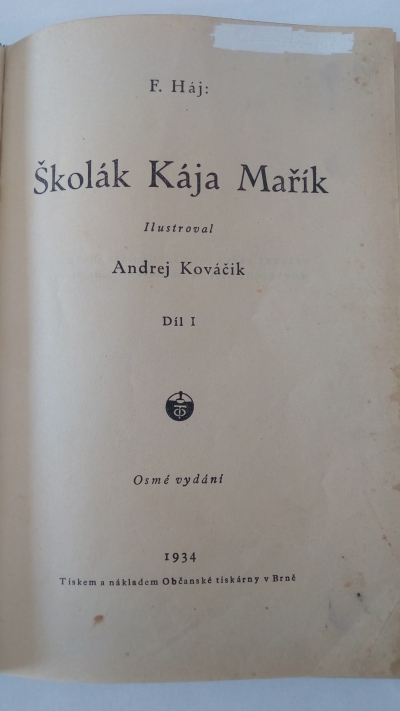 F. Háj:
Školák Kája Mařík
Ilustroval
Andrej Kováčik
Díl I
Osmé vydání
1934
Tiskem a nákladem Občanské tiskárny v Brně